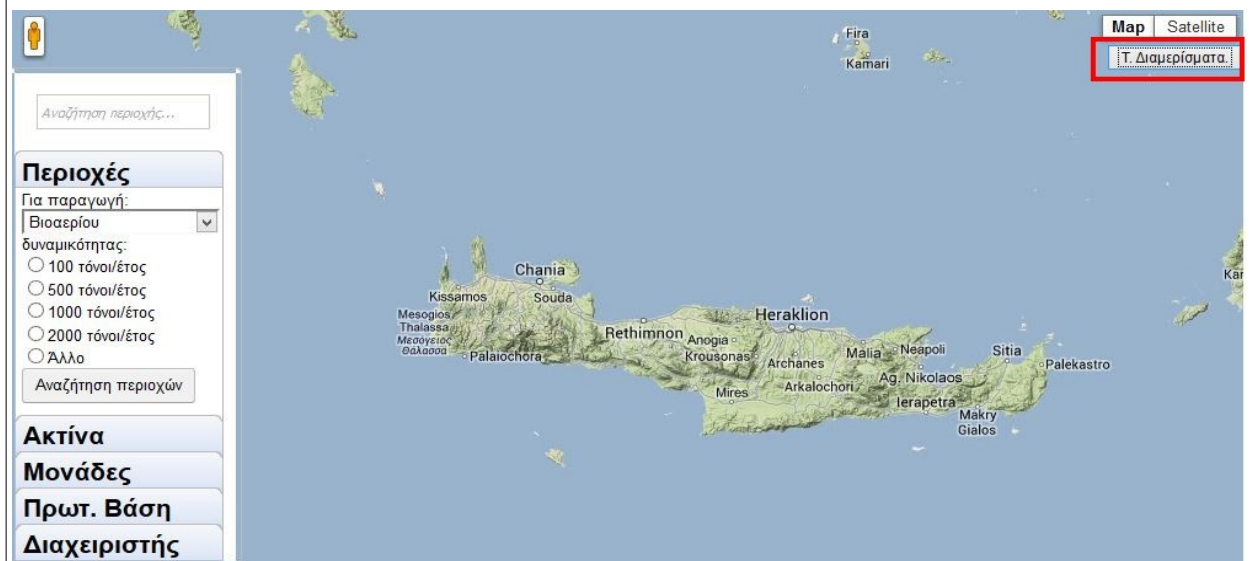 Map Satellite
Τ. Διαμερίσματα.
Αναζήτηση περιοχής...
Περιοχές
Για παραγωγή:
Βιοαερίου
δυναμικότητας:
100 τόνοι/έτος
500 τόνοι/έτος
1000 τόνοι/έτος
2000 τόνοι/έτος
Άλλο
Αναζήτηση περιοχών
Ακτίνα
Μονάδες
Πρωτ. Βάση
Διαχειριστής
Fira
Kamari
Chania
Kissamos
Souda
Mesogios
Thalassa
Μεσόγειος
Θάλασσα
Palaiochora
Rethimnon
Anogia
Krousonas
Heraklion
Archanes
Malia
Neapoli
Sitia
Palekastro
Mires
Arkalochori
Ag. Nikolaos
Ierapetra
Makry
Gialos
Kar